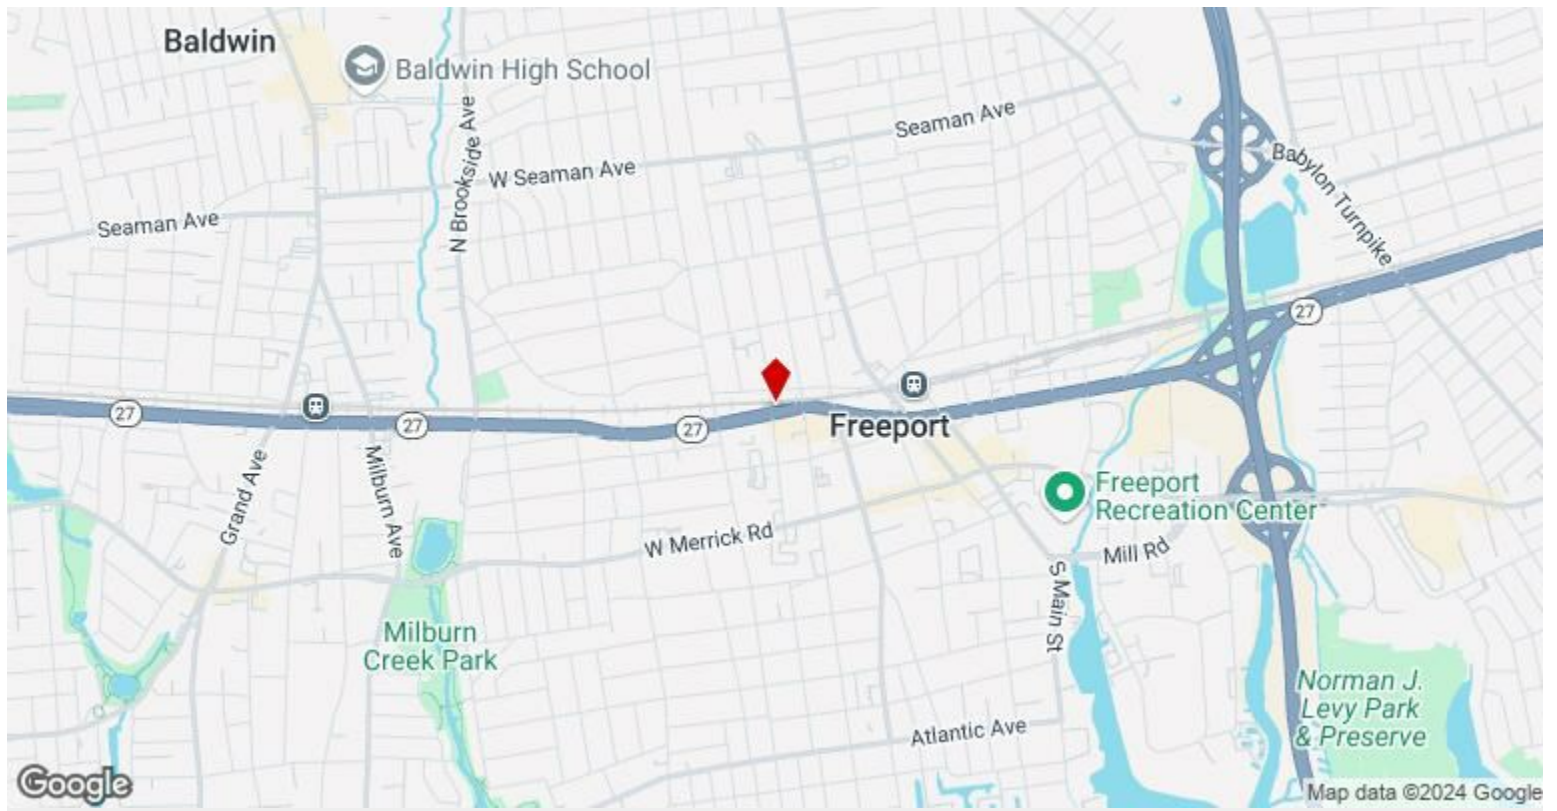 Baldwin
Baldwin High School
N Brookside Ave
Seaman Ave
W Seaman Ave
Babylon Turnpike
Seaman Ave
27
27
27
27
Freeport
Grand Ave
Milburn Ave
Freeport
Recreation Center
W Merrick Rd
Mill Rd
S Main St
Milburn
Creek Park
Norman J.
Levy Park
& Preserve
Atlantic Ave
Google
Map data ©2024 Google